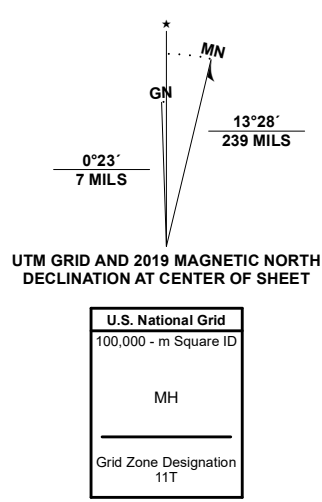 ★
MN
GN
13°28´
239 MILS
0°23´
7 MILS
UTM GRID AND 2019 MAGNETIC NORTH
DECLINATION AT CENTER OF SHEET
U.S. National Grid
100,000 - m Square ID
MH
Grid Zone Designation
11T